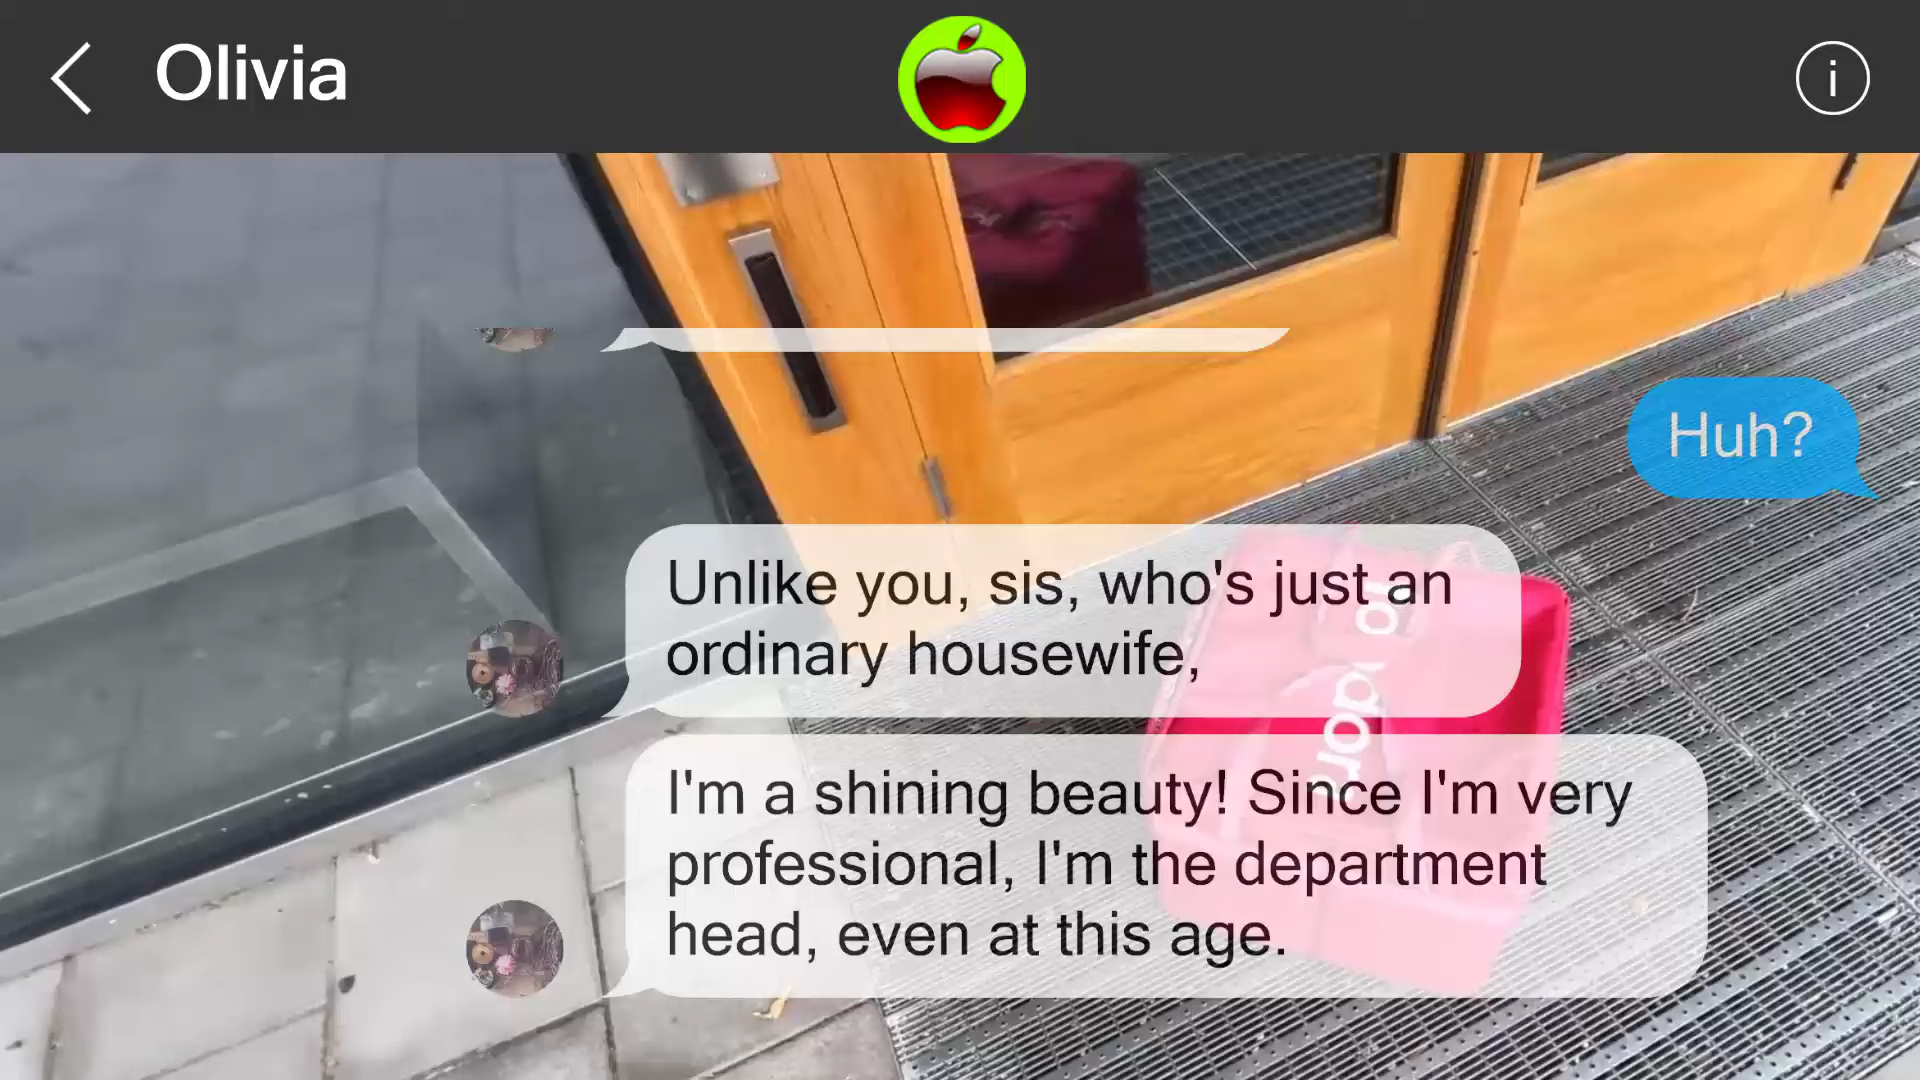 Olivia
i
Huh?
Unlike you, sis, who's just an
ordinary housewife,
I'm a shining beauty! Since I'm very
professional, I'm the department
head, even at this age.